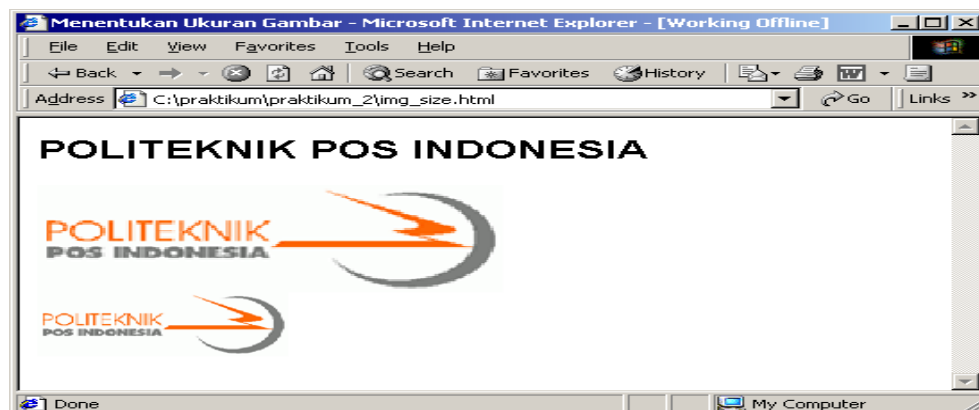 Menentukan Ukuran Gambar - Microsoft Internet Explorer - [Working Offline]
File Edit View Favorites Tools Help
Back Search Favorites History
Address C:\praktikum\praktikum_2\img_size.html Go Links »
POLITEKNIK POS INDONESIA
POLITEKNIK
POS INDONESIA
POLITEKNIK
POS INDONESIA
Done My Computer